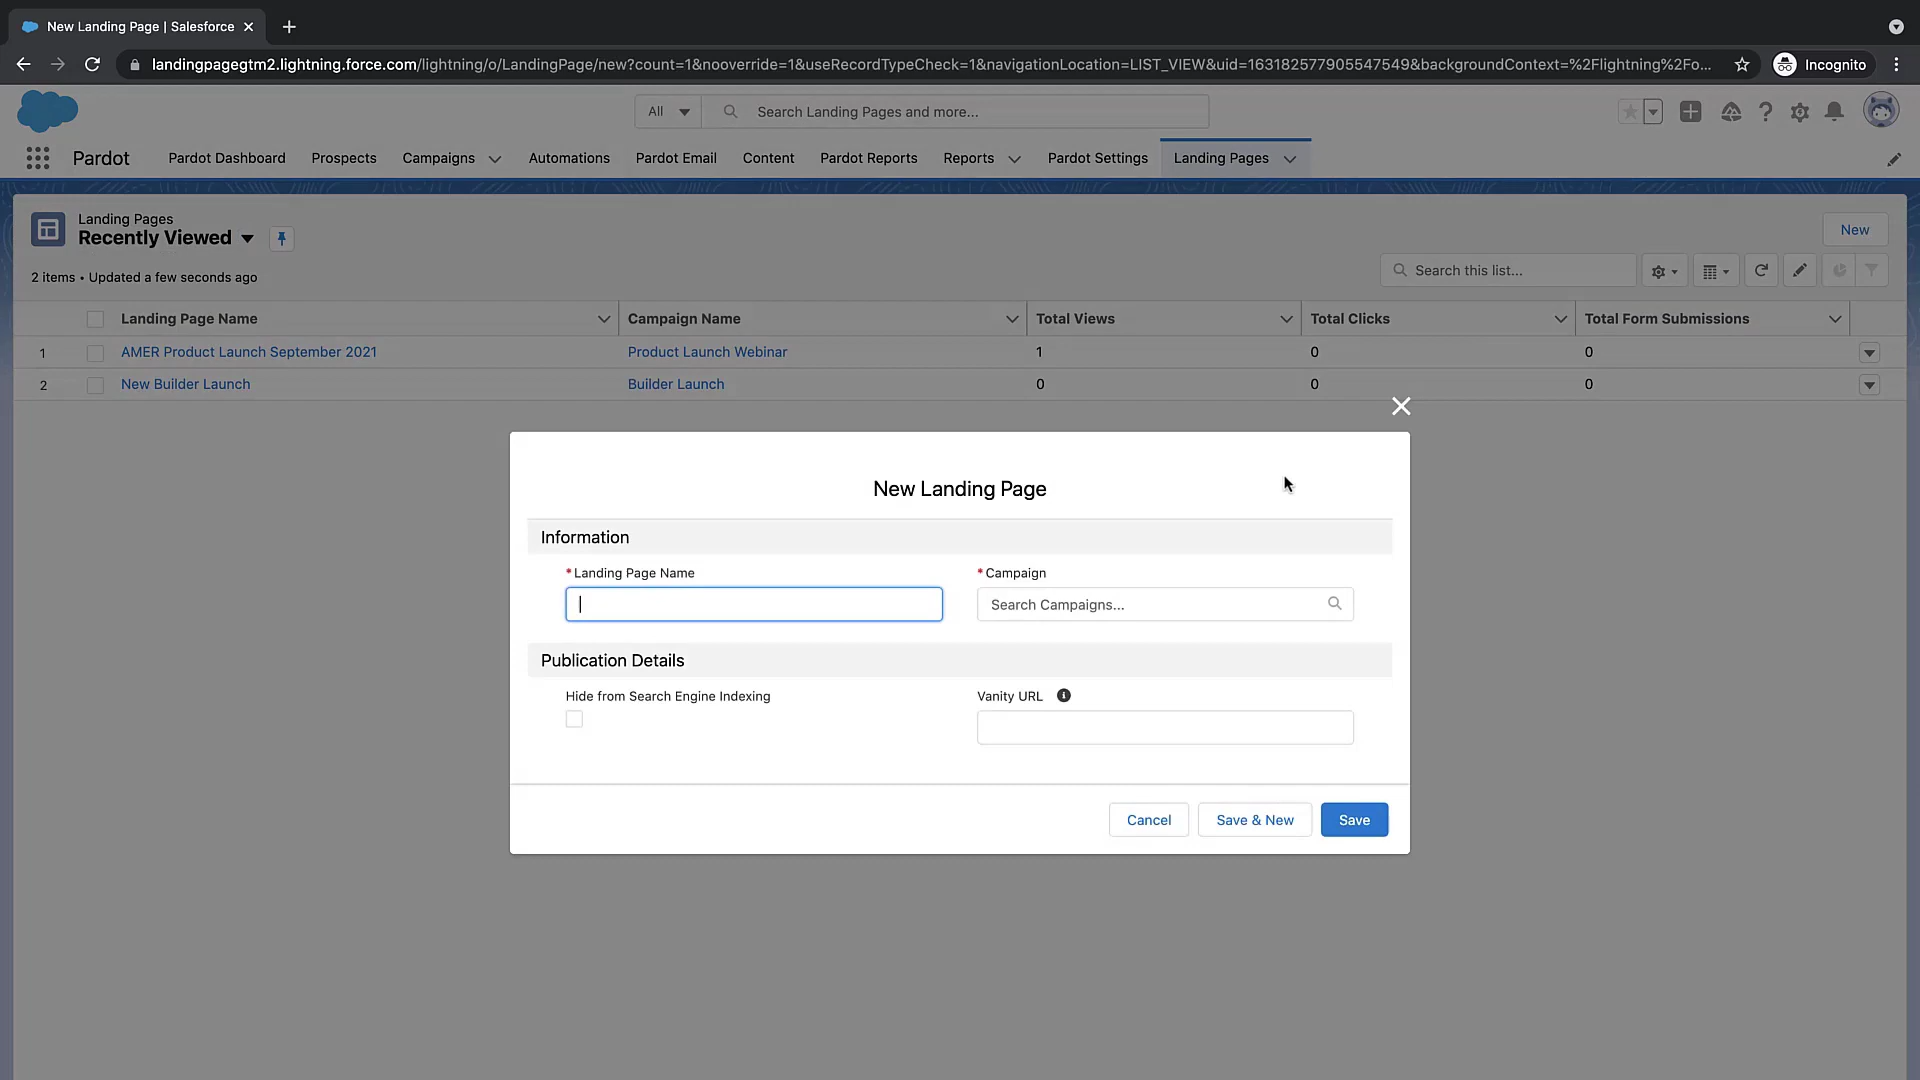 New Landing Page | Salesforce
landingpagegtm2.lightning.force.com/lightning/o/LandingPage/new?count=1&nooverride=1&useRecordTypeCheck=1&navigationLocation=LIST_VIEW&uid=163182577905547549&backgroundContext=%2Flightning%2Fo...
Incognito
All
Search Landing Pages and more...
Pardot
Pardot Dashboard
Prospects
Campaigns
Automations
Pardot Email
Content
Pardot Reports
Reports
Pardot Settings
Landing Pages
Landing Pages
Recently Viewed
New
2 items • Updated a few seconds ago
Search this list...
Landing Page Name
Campaign Name
Total Views
Total Clicks
Total Form Submissions
1 AMER Product Launch September 2021 Product Launch Webinar 1 0 0
2 New Builder Launch Builder Launch 0 0 0
New Landing Page
Information
*Landing Page Name
*Campaign
Search Campaigns...
Publication Details
Hide from Search Engine Indexing
Vanity URL
Cancel
Save & New
Save